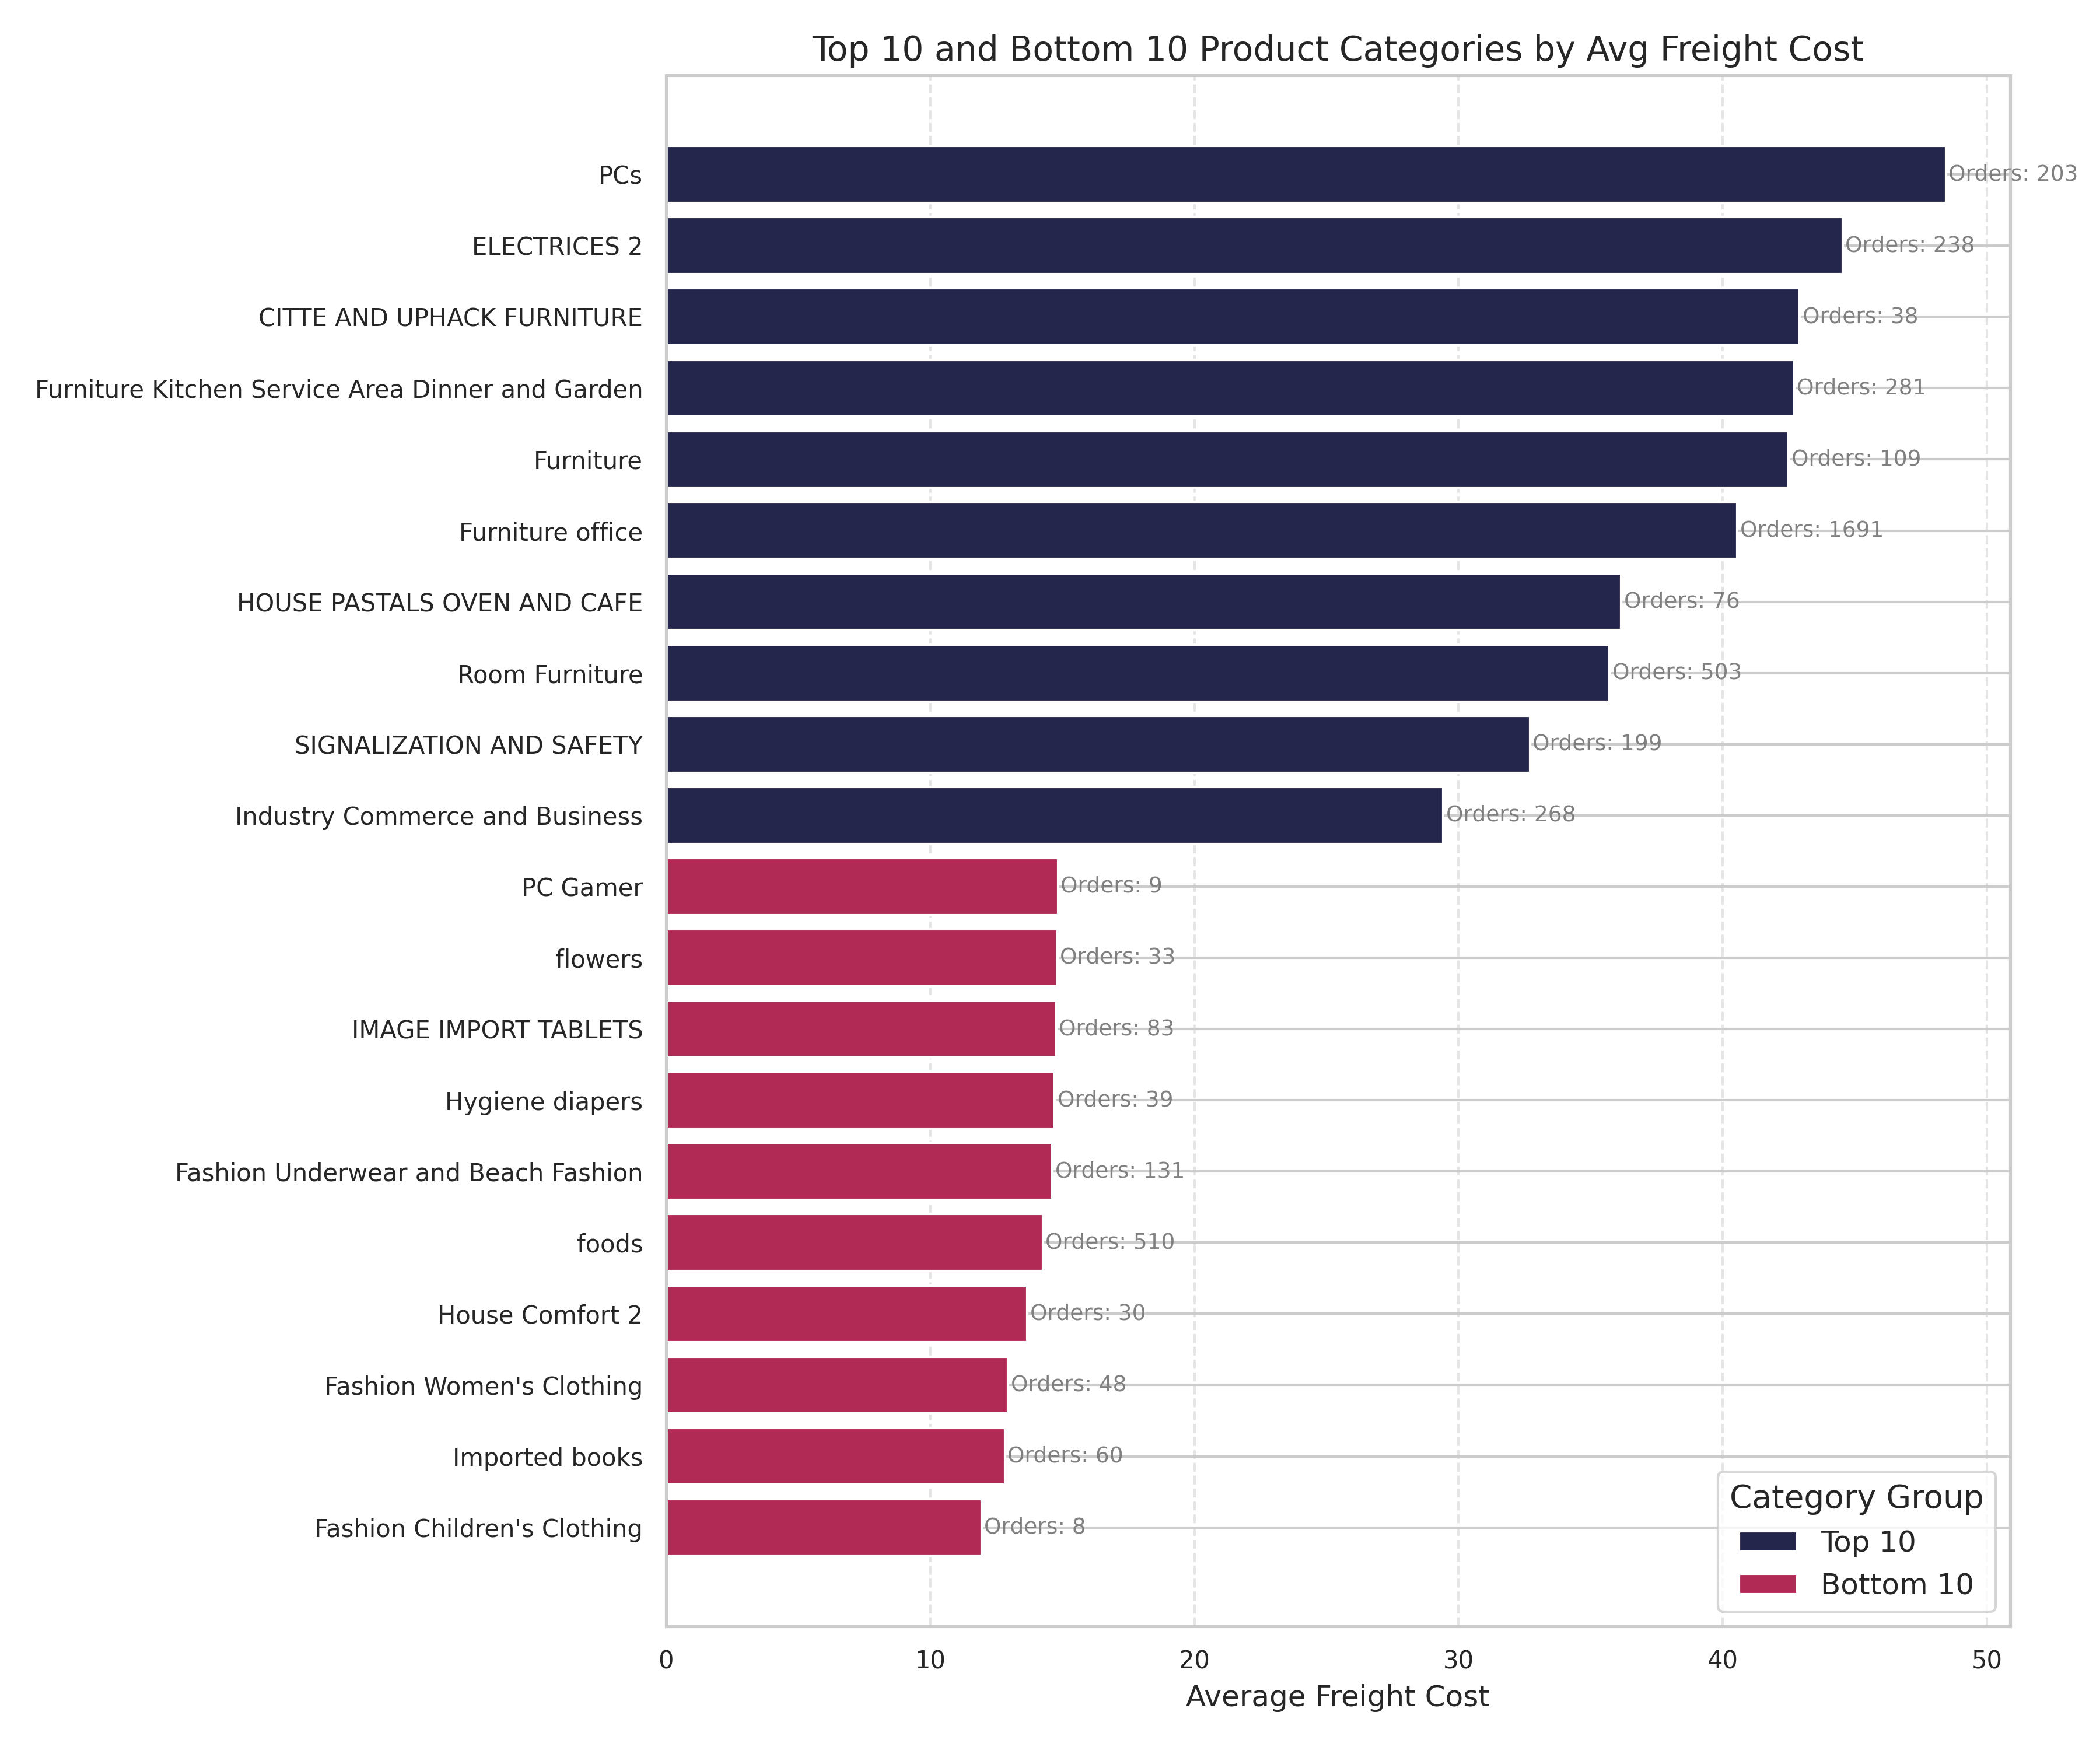 Top 10 and Bottom 10 Product Categories by Avg Freight Cost
PCs Orders: 203
ELECTRICES 2 Orders: 238
CITTE AND UPHACK FURNITURE Orders: 38
Furniture Kitchen Service Area Dinner and Garden Orders: 281
Furniture Orders: 109
Furniture office Orders: 1691
HOUSE PASTALS OVEN AND CAFE Orders: 76
Room Furniture Orders: 503
SIGNALIZATION AND SAFETY Orders: 199
Industry Commerce and Business Orders: 268
PC Gamer Orders: 9
flowers Orders: 33
IMAGE IMPORT TABLETS Orders: 83
Hygiene diapers Orders: 39
Fashion Underwear and Beach Fashion Orders: 131
foods Orders: 510
House Comfort 2 Orders: 30
Fashion Women's Clothing Orders: 48
Imported books Orders: 60
Fashion Children's Clothing Orders: 8
Category Group
Top 10
Bottom 10
0 10 20 30 40 50
Average Freight Cost